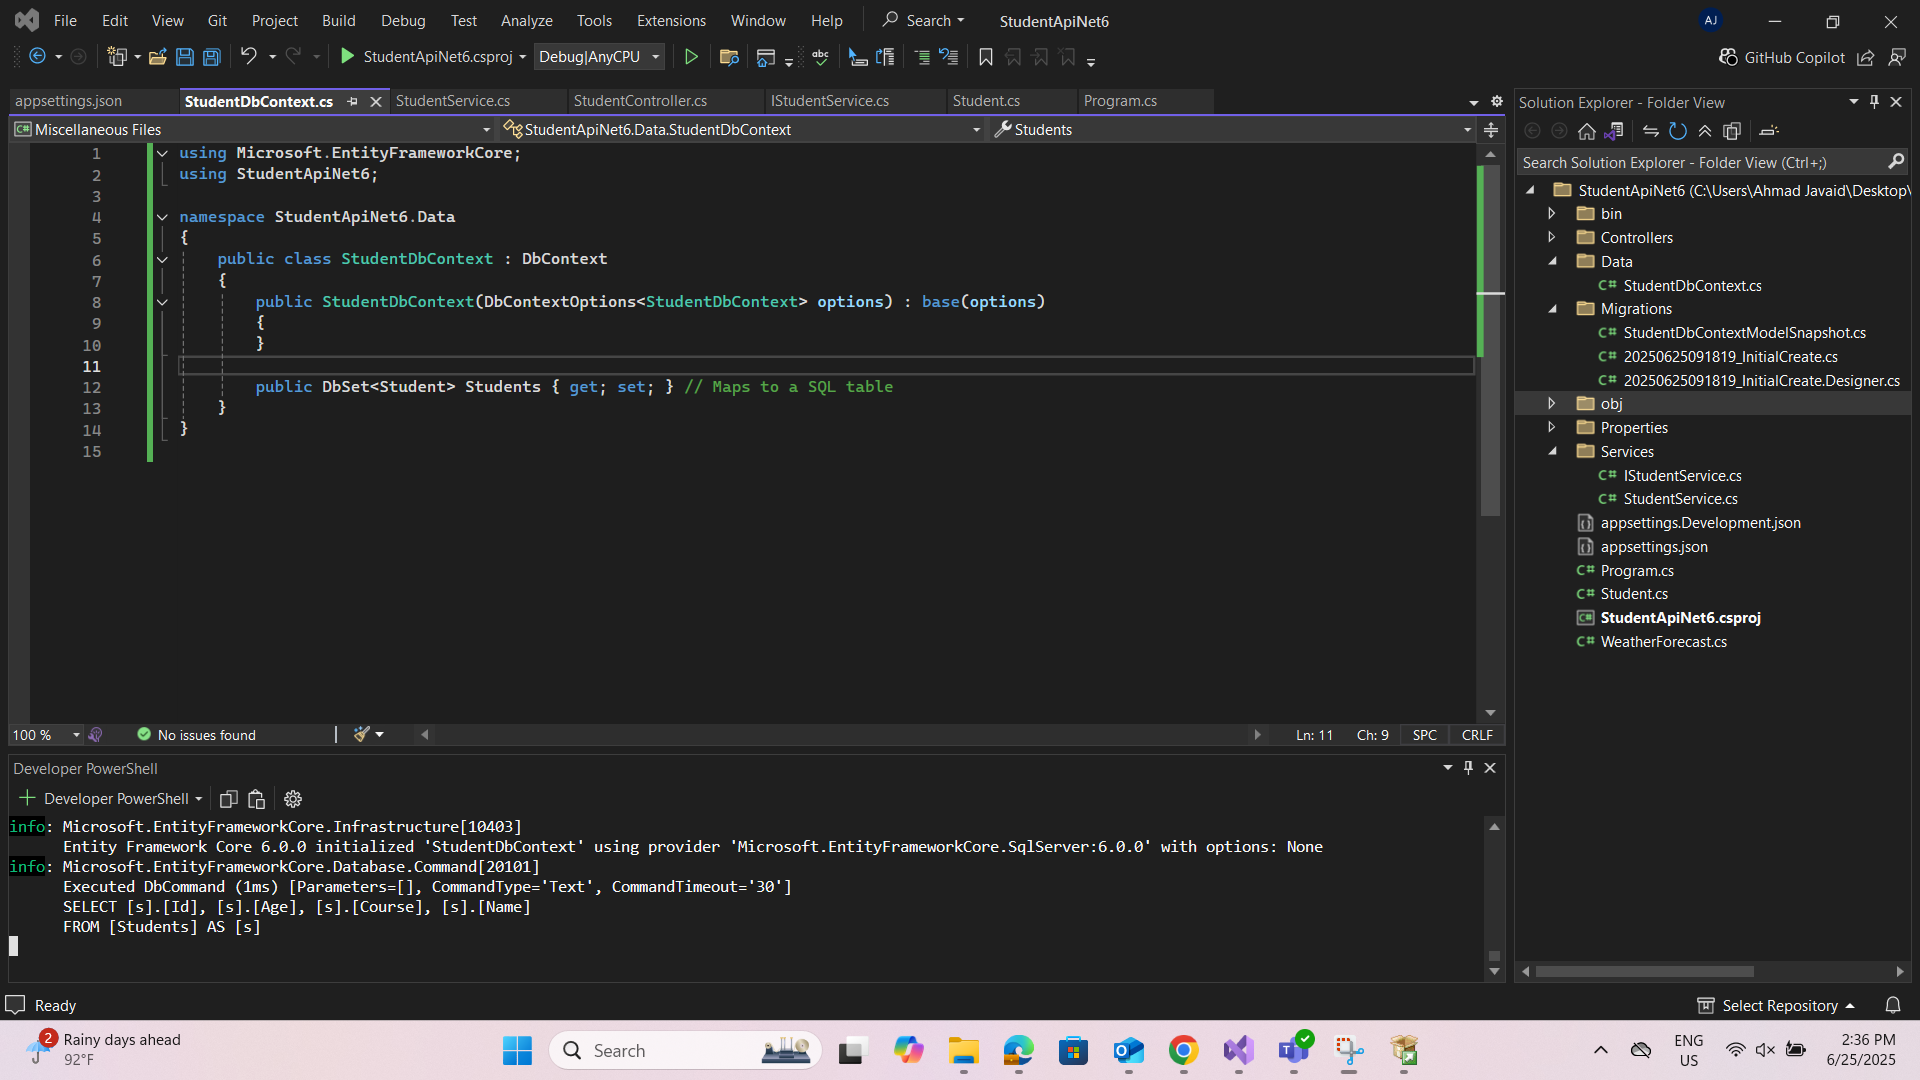 File Edit View Git Project Build Debug Test Analyze Tools Extensions Window Help Search StudentApiNet6 AJ
StudentApiNet6.csproj Debug|AnyCPU GitHub Copilot
appsettings.json StudentDbContext.cs StudentService.cs StudentController.cs IStudentService.cs Student.cs Program.cs
Miscellaneous Files StudentApiNet6.Data.StudentDbContext Students
1 using Microsoft.EntityFrameworkCore;
2 using StudentApiNet6;
3
4 namespace StudentApiNet6.Data
5 {
6 public class StudentDbContext : DbContext
7 {
8 public StudentDbContext(DbContextOptions<StudentDbContext> options) : base(options)
9 {
10 }
11
12 public DbSet<Student> Students { get; set; } // Maps to a SQL table
13 }
14 }
15
100 % No issues found Ln: 11 Ch: 9 SPC CRLF
Developer PowerShell
Developer PowerShell
info: Microsoft.EntityFrameworkCore.Infrastructure[10403]
Entity Framework Core 6.0.0 initialized 'StudentDbContext' using provider 'Microsoft.EntityFrameworkCore.SqlServer:6.0.0' with options: None
info: Microsoft.EntityFrameworkCore.Database.Command[20101]
Executed DbCommand (1ms) [Parameters=[], CommandType='Text', CommandTimeout='30']
SELECT [s].[Id], [s].[Age], [s].[Course], [s].[Name]
FROM [Students] AS [s]
Solution Explorer - Folder View
Search Solution Explorer - Folder View (Ctrl+;)
StudentApiNet6 (C:\Users\Ahmad Javaid\Desktop\
bin
Controllers
Data
C# StudentDbContext.cs
Migrations
C# StudentDbContextModelSnapshot.cs
C# 20250625091819_InitialCreate.cs
C# 20250625091819_InitialCreate.Designer.cs
obj
Properties
Services
C# IStudentService.cs
C# StudentService.cs
appsettings.Development.json
appsettings.json
C# Program.cs
C# Student.cs
StudentApiNet6.csproj
C# WeatherForecast.cs
Ready Select Repository
2 Rainy days ahead
92°F
Search
ENG
US
2:36 PM
6/25/2025